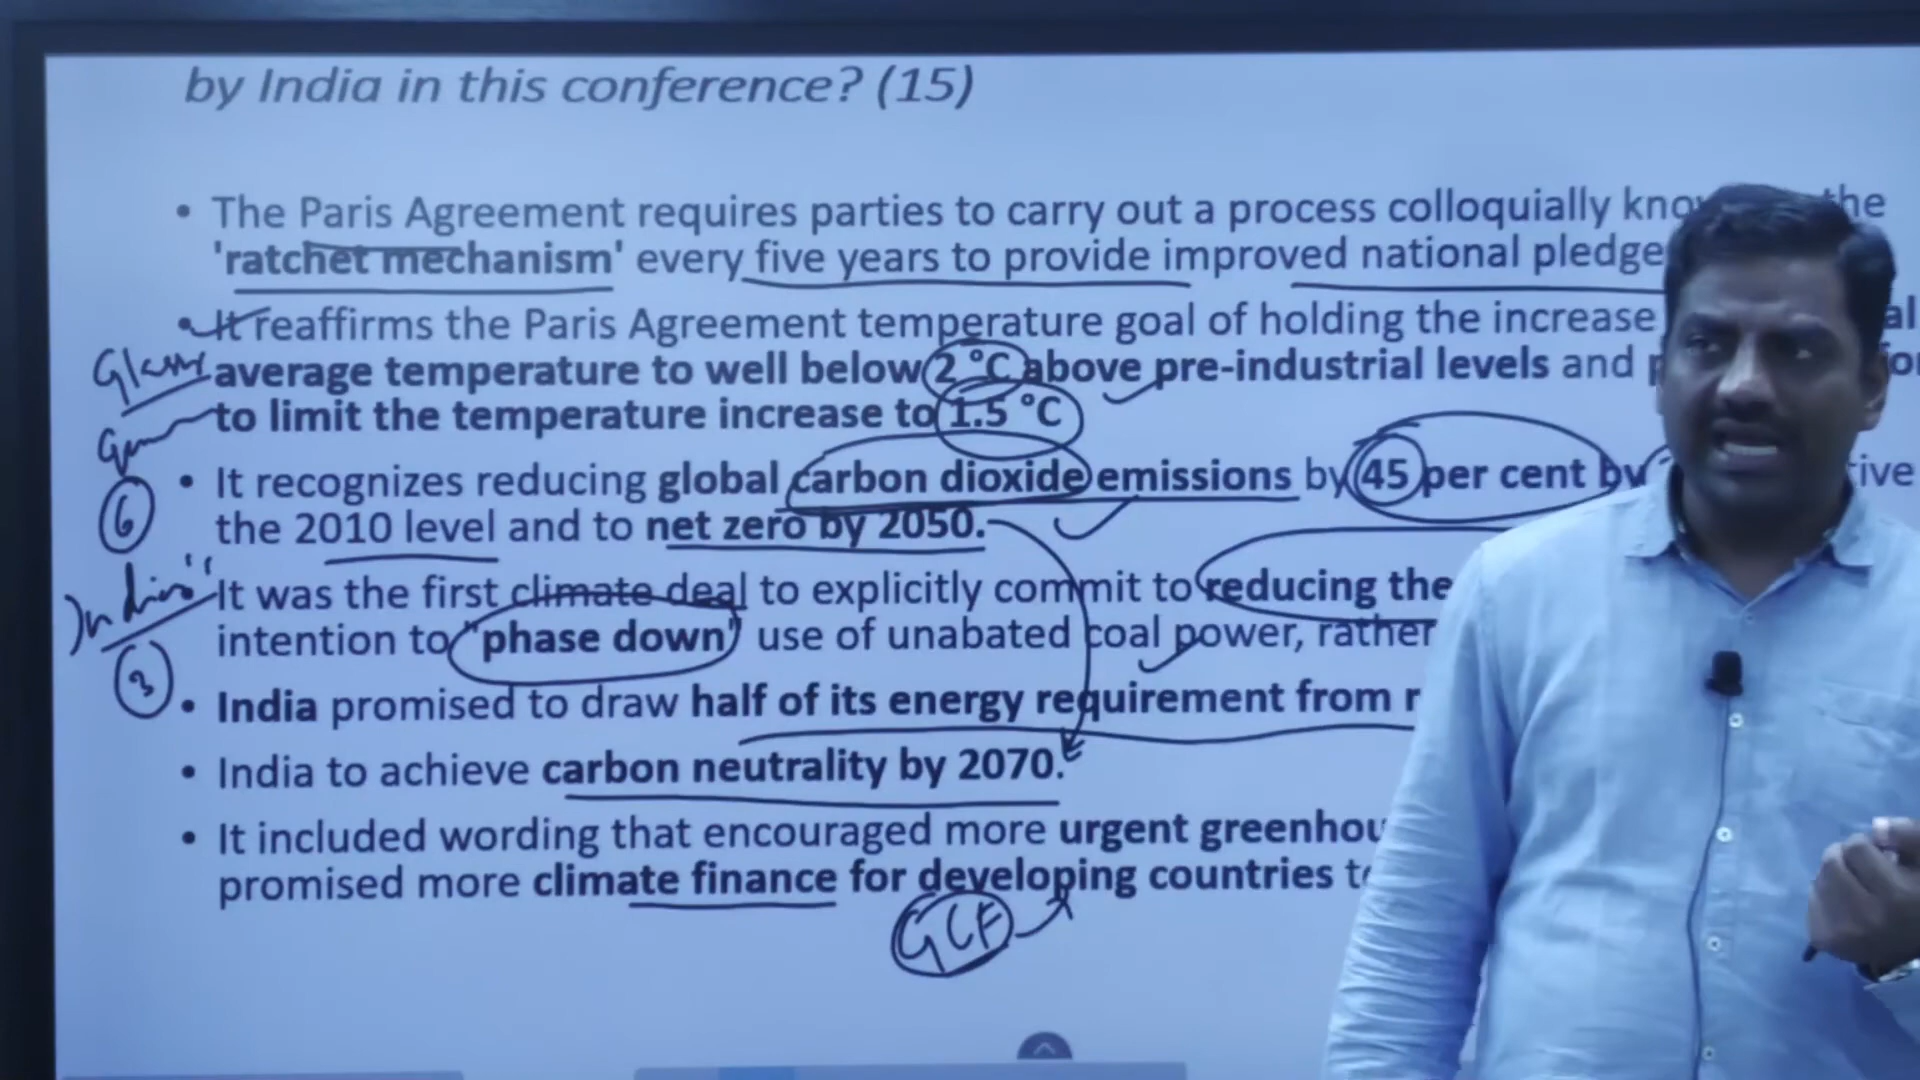 by India in this conference? (15)
• The Paris Agreement requires parties to carry out a process colloquially the
'ratchet mechanism' every five years to provide improved national
• It reaffirms the Paris Agreement temperature goal of holding the increase
average temperature to well below 2 °C above pre-industrial levels and
to limit the temperature increase to 1.5 °C
• It recognizes reducing global carbon dioxide emissions by 45 per cent by
6
the 2010 level and to net zero by 2050.
It was the first climate deal to explicitly commit to reducing the
India
intention to "phase down" use of unabated coal power, rather
3
• India promised to draw half of its energy requirement from
• India to achieve carbon neutrality by 2070.
• It included wording that encouraged more urgent
promised more climate finance for developing countries
GCF